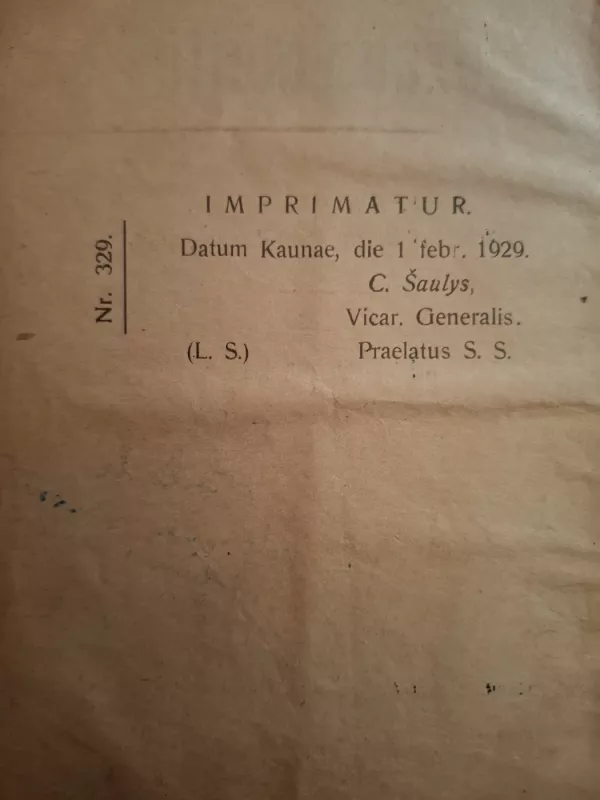 IMPRIMATUR.
Nr. 329.
Datum Kaunae, die 1 febr. 1929.
C. Šaulys,
Vicar. Generalis.
(L. S.) Praelatus S. S.